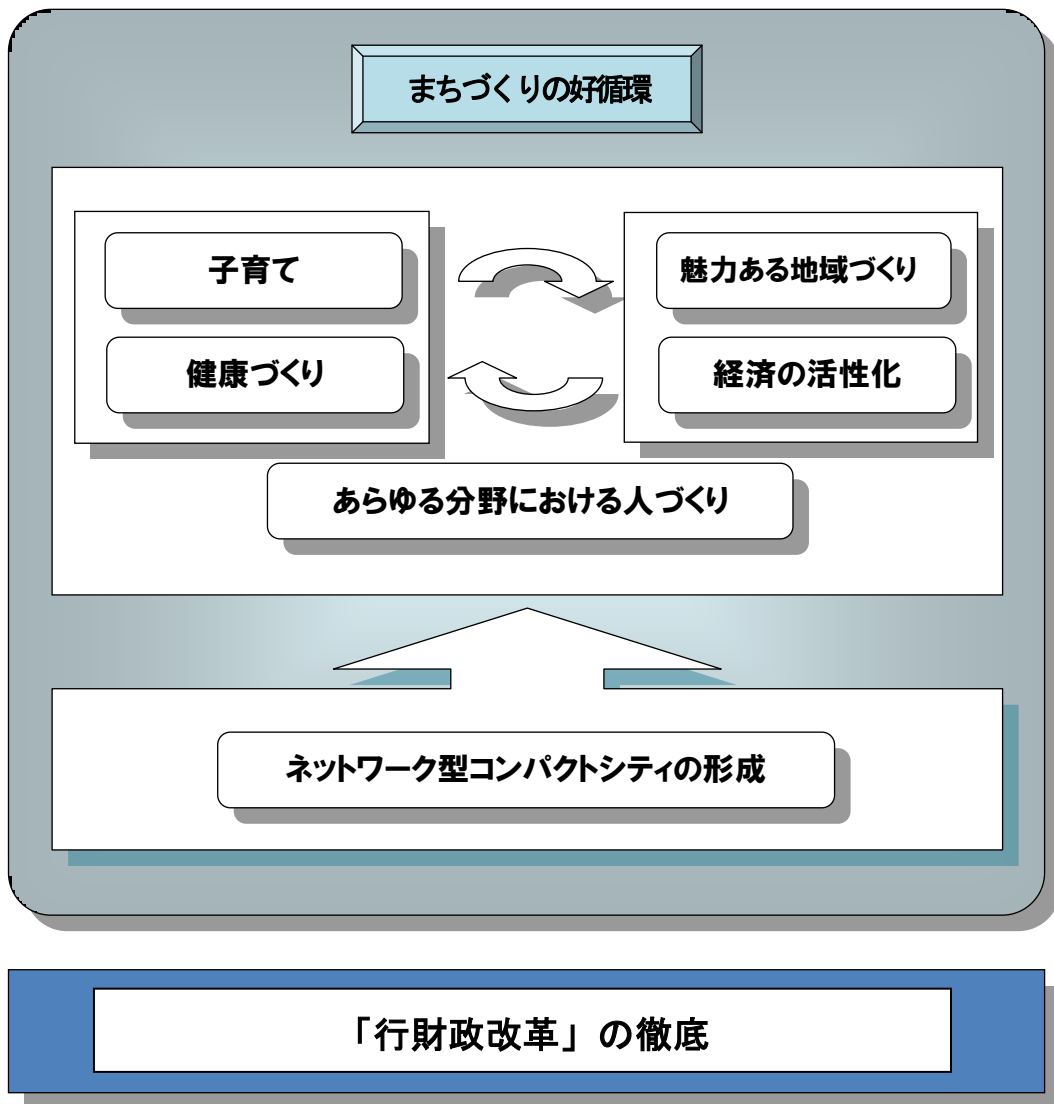 まちづくりの好循環
子育て
魅力ある地域づくり
健康づくり
経済の活性化
あらゆる分野における人づくり
ネットワーク型コンパクトシティの形成
「行財政改革」の徹底